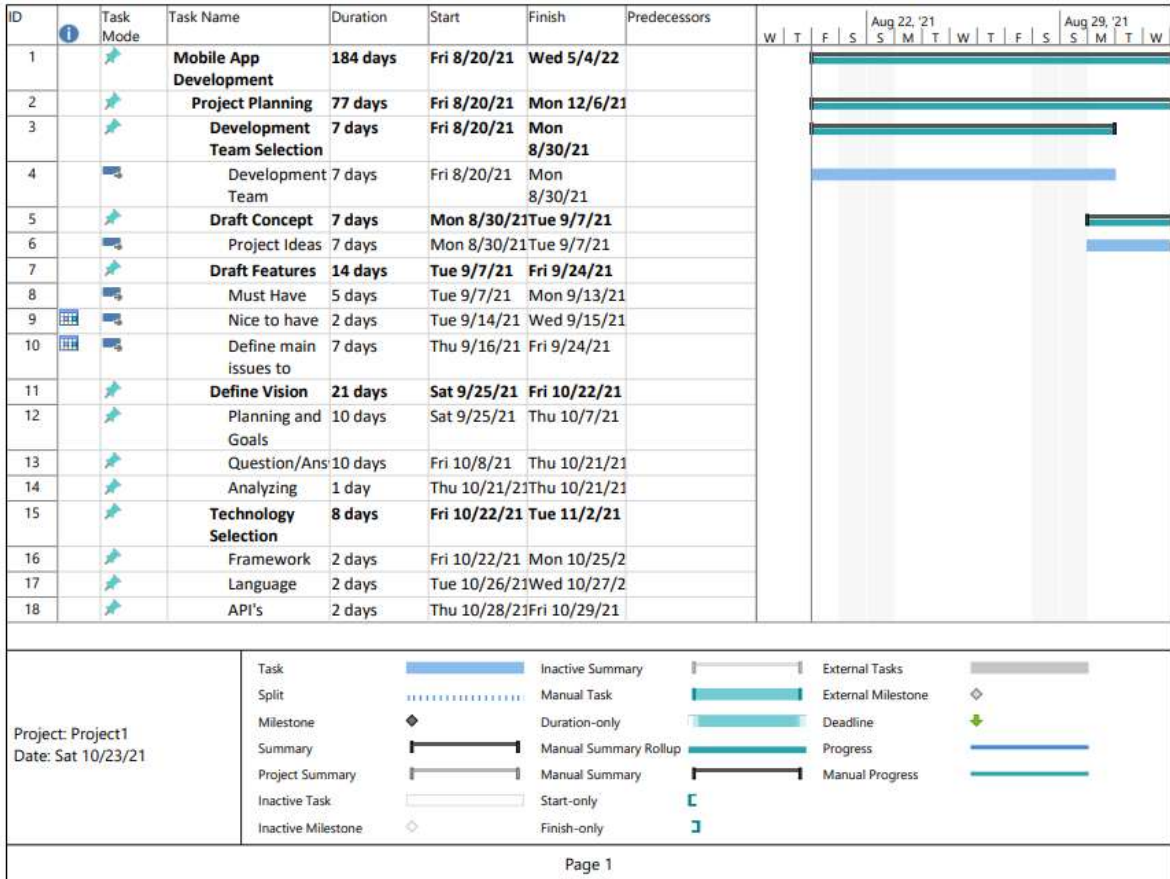 ID Task Task Name Duration Start Finish Predecessors Aug 22, '21 Aug 29, '21
Mode W T F S S M T W T F S S M T W
1 Mobile App 184 days Fri 8/20/21 Wed 5/4/22
Development
2 Project Planning 77 days Fri 8/20/21 Mon 12/6/21
3 Development 7 days Fri 8/20/21 Mon
Team Selection 8/30/21
4 Development 7 days Fri 8/20/21 Mon
Team 8/30/21
5 Draft Concept 7 days Mon 8/30/21 Tue 9/7/21
6 Project Ideas 7 days Mon 8/30/21 Tue 9/7/21
7 Draft Features 14 days Tue 9/7/21 Fri 9/24/21
8 Must Have 5 days Tue 9/7/21 Mon 9/13/21
9 Nice to have 2 days Tue 9/14/21 Wed 9/15/21
10 Define main 7 days Thu 9/16/21 Fri 9/24/21
issues to
11 Define Vision 21 days Sat 9/25/21 Fri 10/22/21
12 Planning and 10 days Sat 9/25/21 Thu 10/7/21
Goals
13 Question/Ans 10 days Fri 10/8/21 Thu 10/21/21
14 Analyzing 1 day Thu 10/21/21 Thu 10/21/21
15 Technology 8 days Fri 10/22/21 Tue 11/2/21
Selection
16 Framework 2 days Fri 10/22/21 Mon 10/25/2
17 Language 2 days Tue 10/26/21 Wed 10/27/2
18 API's 2 days Thu 10/28/21 Fri 10/29/21
Project: Project1
Date: Sat 10/23/21
Task Inactive Summary External Tasks
Split Manual Task External Milestone
Milestone Duration-only Deadline
Summary Manual Summary Rollup Progress
Project Summary Manual Summary Manual Progress
Inactive Task Start-only
Inactive Milestone Finish-only
Page 1